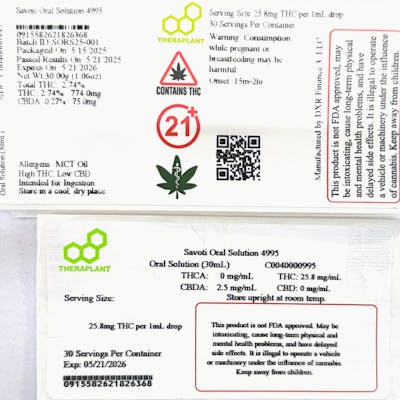 Savoti Oral Solution 4995
0915582621826368
Batch ID: SORS25-001
Packaged On 5 15 2025
Passed Results On 5 21 2025
Expires On 5 21 2026
Net Wt 30.00g (1.06oz)
Total THC: 2.74%
THC: 2.74% 774.0mg
CBDA 0.27% 75.0mg
Allergens: MCT Oil
High THC, Low CBD
Intended for Ingestion
Store in a cool, dry place.
THERAPLANT
CONTAINS THC
21+
Serving Size 25.8mg THC per 1mL drop
30 Servings Per Container
Warning: Consumption
while pregnant or
breastfeeding may be
harmful.
Onset 15m-2hr
Manufactured by DXR Finance 3, LLC
This product is not FDA approved, may
be intoxicating, cause long-term physical
and mental health problems, and have
delayed side effects. It is illegal to operate
a vehicle or machinery under the influence
of cannabis. Keep away from children.
THERAPLANT
Savoti Oral Solution 4995
Oral Solution (30mL) C0040000995
THCA: 0 mg/mL THC: 25.8 mg/mL
CBDA: 2.5 mg/mL CBD: 0 mg/mL
Serving Size: Store upright at room temp.
25.8mg THC per 1mL drop
30 Servings Per Container
Exp: 05/21/2026
0915582621826368
This product is not FDA approved. May be
intoxicating, cause long-term physical and
mental health problems, and have delayed
side effects. It is illegal to operate a vehicle
or machinery under the influence of cannabis.
Keep away from children.